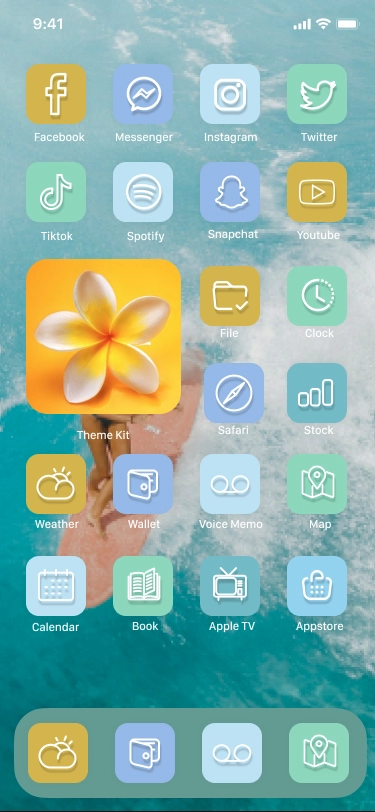 9:41
Facebook
Messenger
Instagram
Twitter
Tiktok
Spotify
Snapchat
Youtube
File
Clock
Theme Kit
Safari
Stock
Weather
Wallet
Voice Memo
Map
Calendar
Book
Apple TV
Appstore